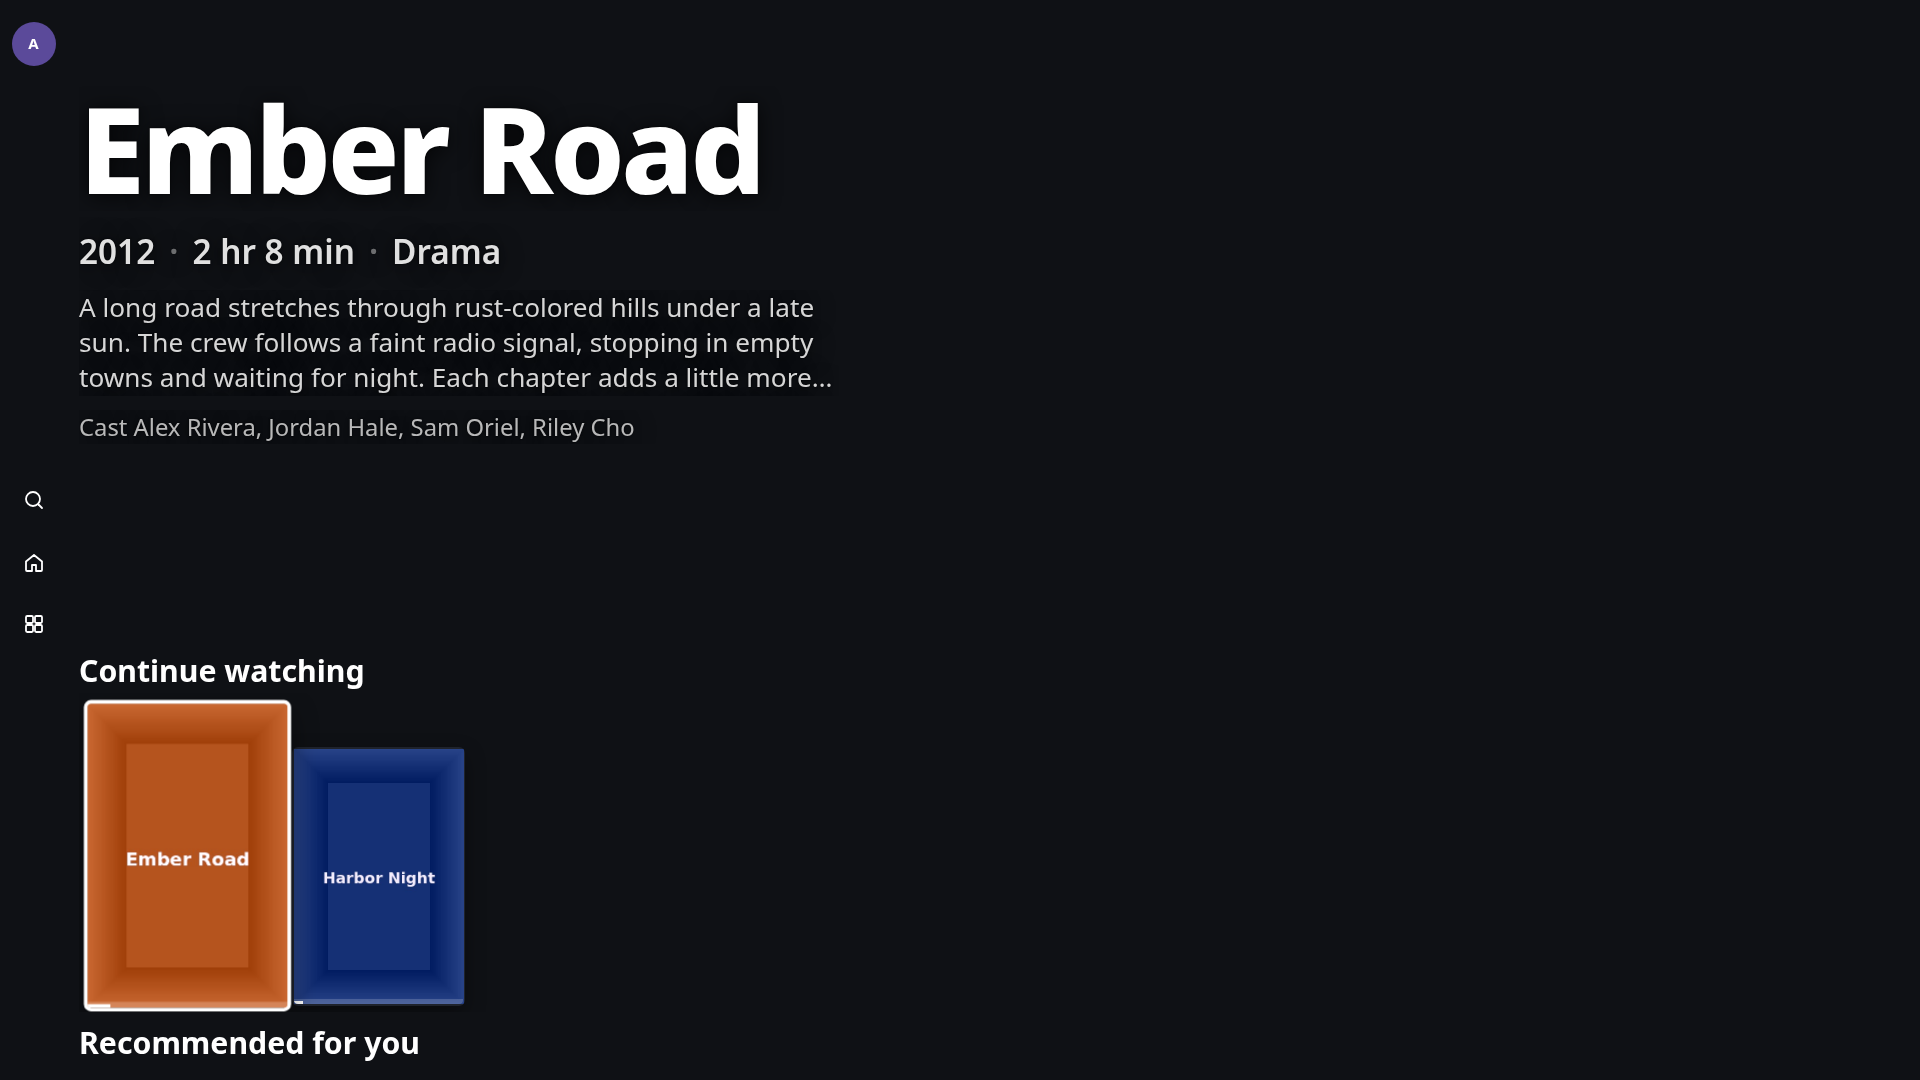 A
Ember Road
2012 · 2 hr 8 min · Drama
A long road stretches through rust-colored hills under a late
sun. The crew follows a faint radio signal, stopping in empty
towns and waiting for night. Each chapter adds a little more...
Cast Alex Rivera, Jordan Hale, Sam Oriel, Riley Cho
Continue watching
Ember Road
Harbor Night
Recommended for you